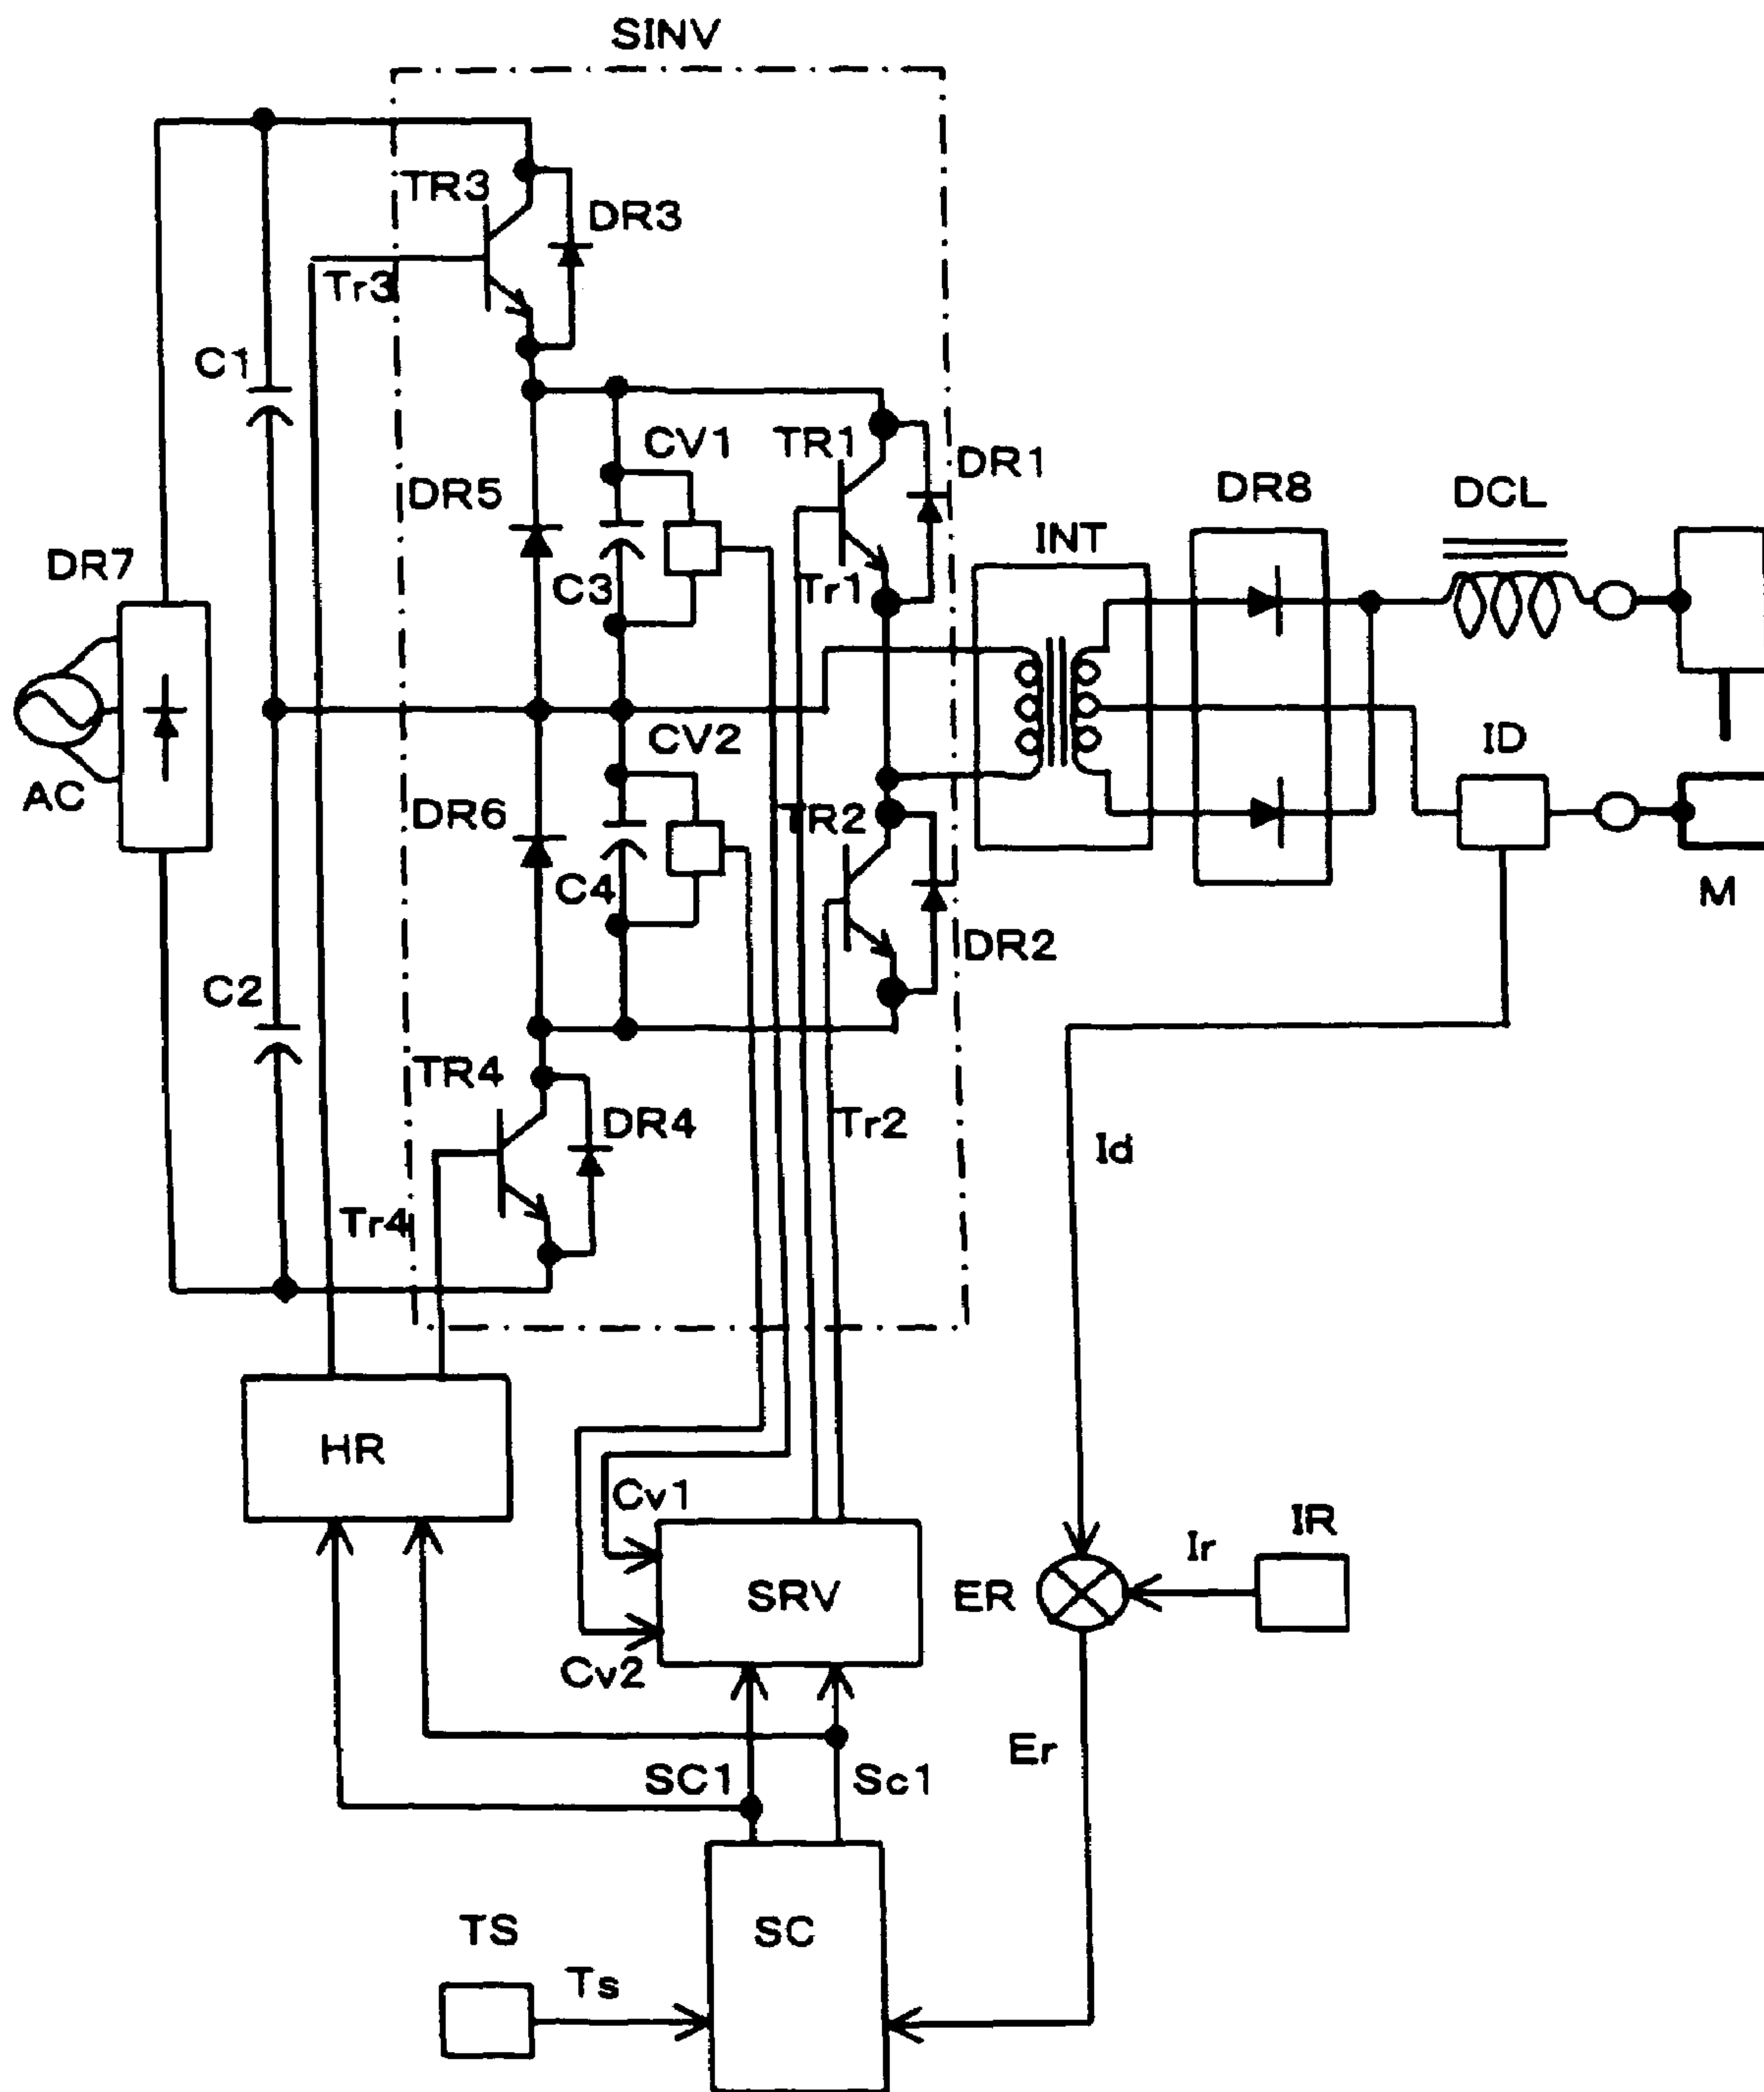 SINV
TR3
DR3
Tr3
C1
CV1
TR1
DR1
DR5
DR8
DCL
INT
DR7
C3
Tr1
CV2
ID
AC
DR6
TR2
C4
M
DR2
C2
TR4
DR4
Tr2
Id
Tr4
HR
Cv1
IR
Ir
SRV
ER
Cv2
Er
SC1
Sc1
TS
SC
Ts